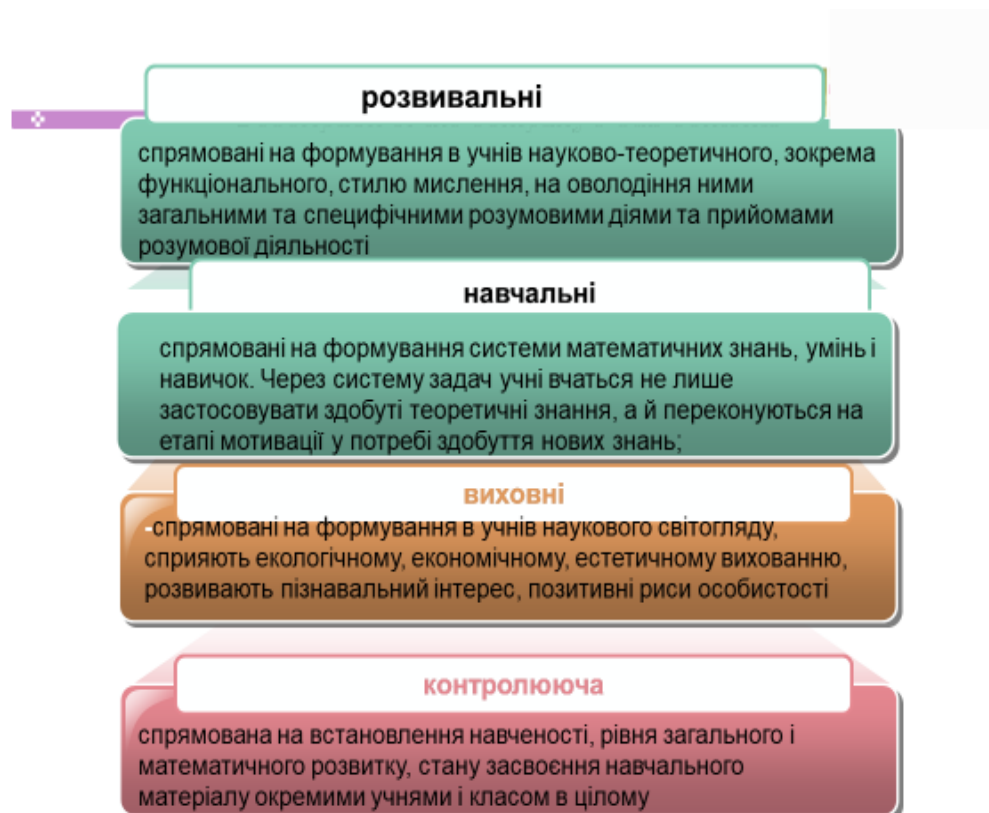 розвивальні
спрямовані на формування в учнів науково-теоретичного, зокрема
функціонального, стилю мислення, на оволодіння ними
загальними та специфічними розумовими діями та прийомами
розумової діяльності
навчальні
спрямовані на формування системи математичних знань, умінь і
навичок. Через систему задач учні вчаться не лише
застосовувати здобуті теоретичні знання, а й переконуються на
етапі мотивації у потребі здобуття нових знань;
виховні
-спрямовані на формування в учнів наукового світогляду,
сприяють екологічному, економічному, естетичному вихованню,
розвивають пізнавальний інтерес, позитивні риси особистості
контролююча
спрямована на встановлення навченості, рівня загального і
математичного розвитку, стану засвоєння навчального
матеріалу окремими учнями і класом в цілому